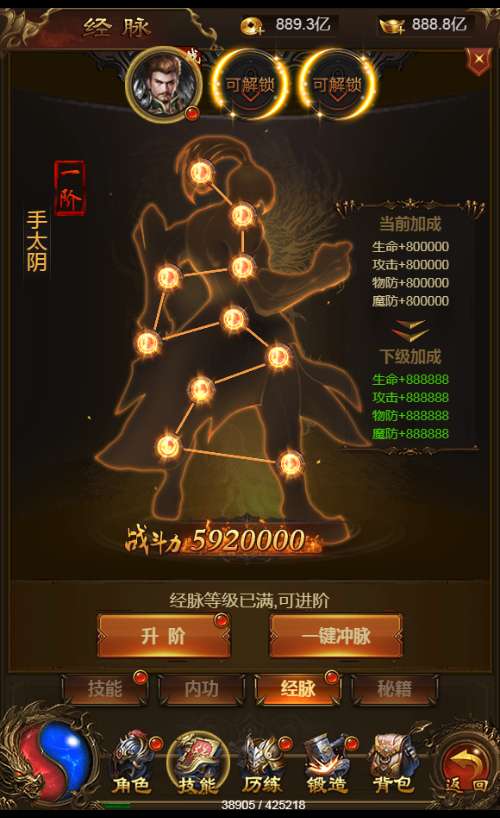 经脉
889.3亿
888.8亿
战
可解锁
可解锁
一阶
手太阴
当前加成
生命+800000
攻击+800000
物防+800000
魔防+800000
下级加成
生命+888888
攻击+888888
物防+888888
魔防+888888
战斗力 5920000
经脉等级已满,可进阶
升 阶
一键冲脉
技能
内功
经脉
秘籍
角色
技能
历练
锻造
背包
返回
38905 / 425218